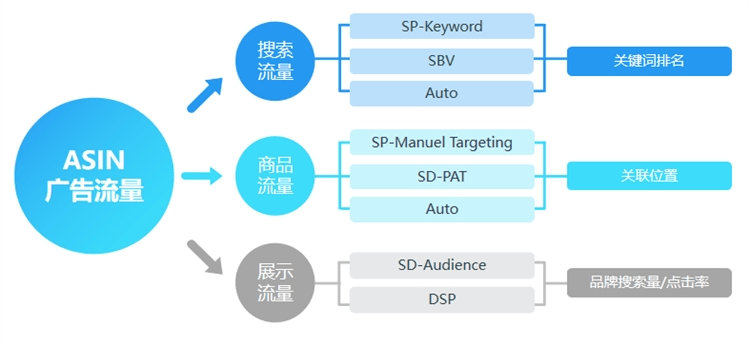 ASIN
广告流量
搜索
流量
SP-Keyword
SBV
Auto
关键词排名
商品
流量
SP-Manuel Targeting
SD-PAT
Auto
关联位置
展示
流量
SD-Audience
DSP
品牌搜索量/点击率